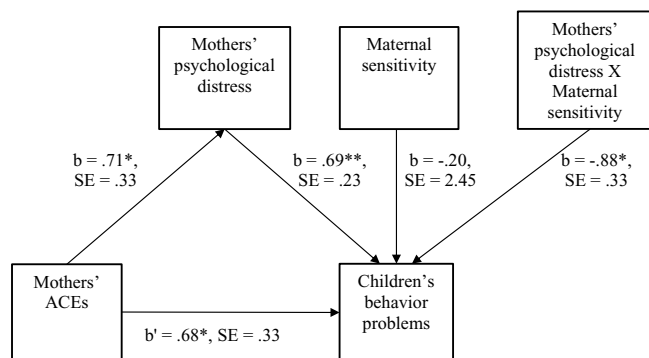 Mothers'
psychological
distress
Maternal
sensitivity
Mothers'
psychological
distress X
Maternal
sensitivity
b = .71*,
SE = .33
b = .69**,
SE = .23
b = -.20,
SE = 2.45
b = -.88*,
SE = .33
Mothers'
ACEs
Children's
behavior
problems
b' = .68*, SE = .33